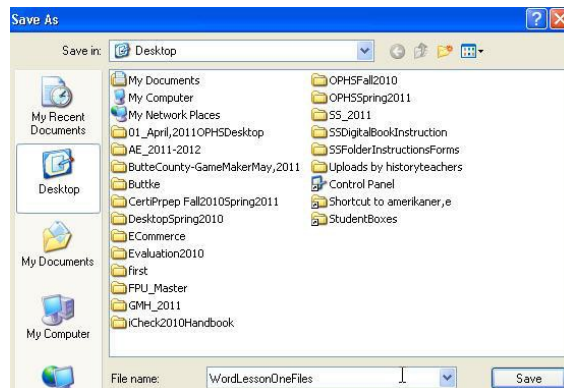 Save As
Save in: Desktop
My Recent Documents
Desktop
My Documents
My Computer
My Documents
My Computer
My Network Places
01_April,2011OPHSDesktop
AE_2011-2012
ButteCounty-GameMakerMay,2011
Buttke
CertiPrpep Fall2010Spring2011
DesktopSpring2010
ECommerce
Evaluation2010
first
FPU_Master
GMH_2011
iCheck2010Handbook
OPHSFall2010
OPHSSpring2011
SS_2011
SSDigitalBookInstruction
SSFolderInstructionsForms
Uploads by historyteachers
Control Panel
Shortcut to amerikaner,e
StudentBoxes
File name: WordLessonOneFiles Save